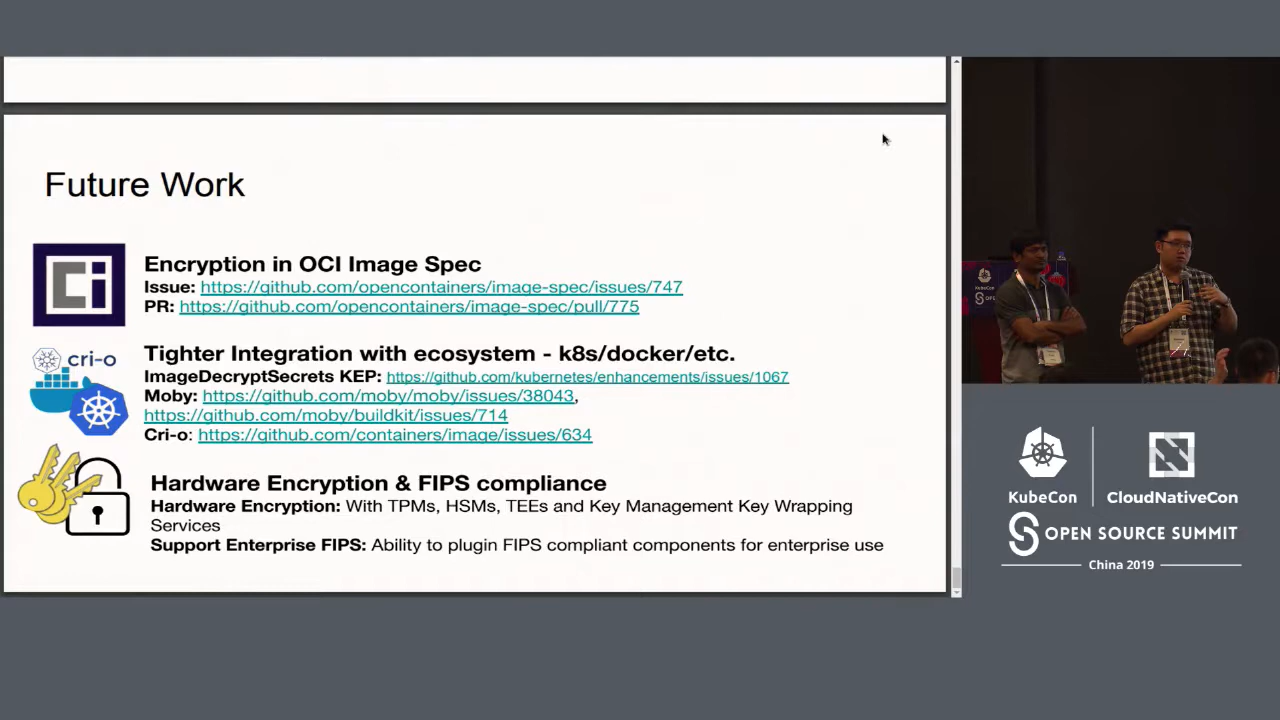 Future Work
Ci
Encryption in OCI Image Spec
Issue: https://github.com/opencontainers/image-spec/issues/747
PR: https://github.com/opencontainers/image-spec/pull/775
cri-o
Tighter Integration with ecosystem - k8s/docker/etc.
ImageDecryptSecrets KEP: https://github.com/kubernetes/enhancements/issues/1067
Moby: https://github.com/moby/moby/issues/38043,
https://github.com/moby/buildkit/issues/714
Cri-o: https://github.com/containers/image/issues/634
Hardware Encryption & FIPS compliance
Hardware Encryption: With TPMs, HSMs, TEEs and Key Management Key Wrapping
Services
Support Enterprise FIPS: Ability to plugin FIPS compliant components for enterprise use
KubeCon
KubeCon
CloudNativeCon
OPEN SOURCE SUMMIT
China 2019